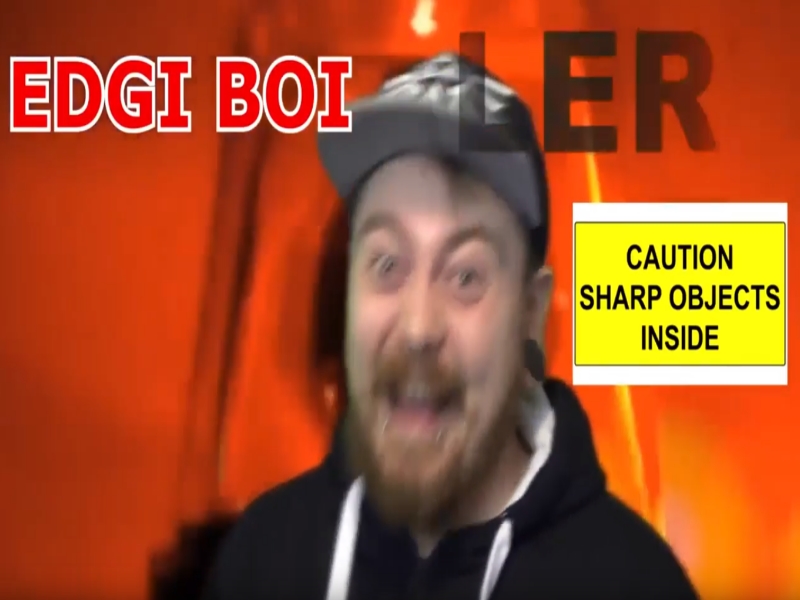 EDGI BOI
LER
CAUTION
SHARP OBJECTS
INSIDE